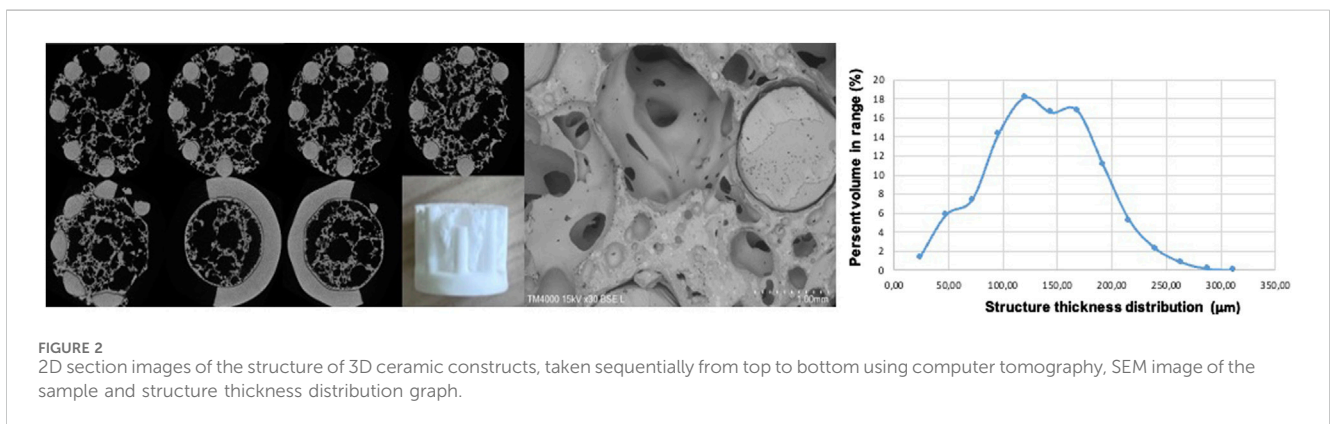 TM4000 15kV x30 BSE L
1.00mm
Persent volume in range (%)
20
18
16
14
12
10
8
6
4
2
0
0,00 50,00 100,00 150,00 200,00 250,00 300,00 350,00
Structure thickness distribution (μm)
FIGURE 2
2D section images of the structure of 3D ceramic constructs, taken sequentially from top to bottom using computer tomography, SEM image of the
sample and structure thickness distribution graph.